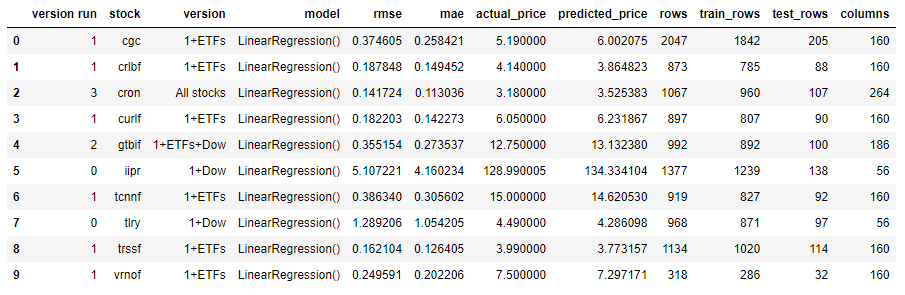 version run stock version model rmse mae actual_price predicted_price rows train_rows test_rows columns
0 1 cgc 1+ETFs LinearRegression() 0.374605 0.258421 5.190000 6.002075 2047 1842 205 160
1 1 crlbf 1+ETFs LinearRegression() 0.187848 0.149452 4.140000 3.864823 873 785 88 160
2 3 cron All stocks LinearRegression() 0.141724 0.113036 3.180000 3.525383 1067 960 107 264
3 1 curlf 1+ETFs LinearRegression() 0.182203 0.142273 6.050000 6.231867 897 807 90 160
4 2 gtbif 1+ETFs+Dow LinearRegression() 0.355154 0.273537 12.750000 13.132380 992 892 100 186
5 0 iipr 1+Dow LinearRegression() 5.107221 4.160234 128.990005 134.334104 1377 1239 138 56
6 1 tcnnf 1+ETFs LinearRegression() 0.386340 0.305602 15.000000 14.620530 919 827 92 160
7 0 tlry 1+Dow LinearRegression() 1.289206 1.054205 4.490000 4.286098 968 871 97 56
8 1 trssf 1+ETFs LinearRegression() 0.162104 0.126405 3.990000 3.773157 1134 1020 114 160
9 1 vrnof 1+ETFs LinearRegression() 0.249591 0.202206 7.500000 7.297171 318 286 32 160